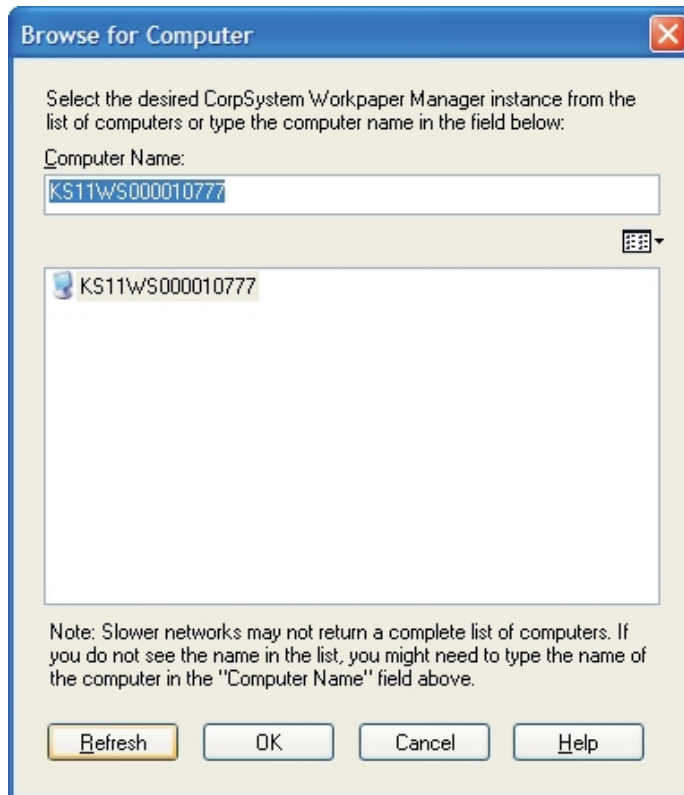 Browse for Computer
Select the desired CorpSystem Workpaper Manager instance from the
list of computers or type the computer name in the field below:
Computer Name:
KS11WS000010777
KS11WS000010777
Note: Slower networks may not return a complete list of computers. If
you do not see the name in the list, you might need to type the name of
the computer in the "Computer Name" field above.
Refresh OK Cancel Help